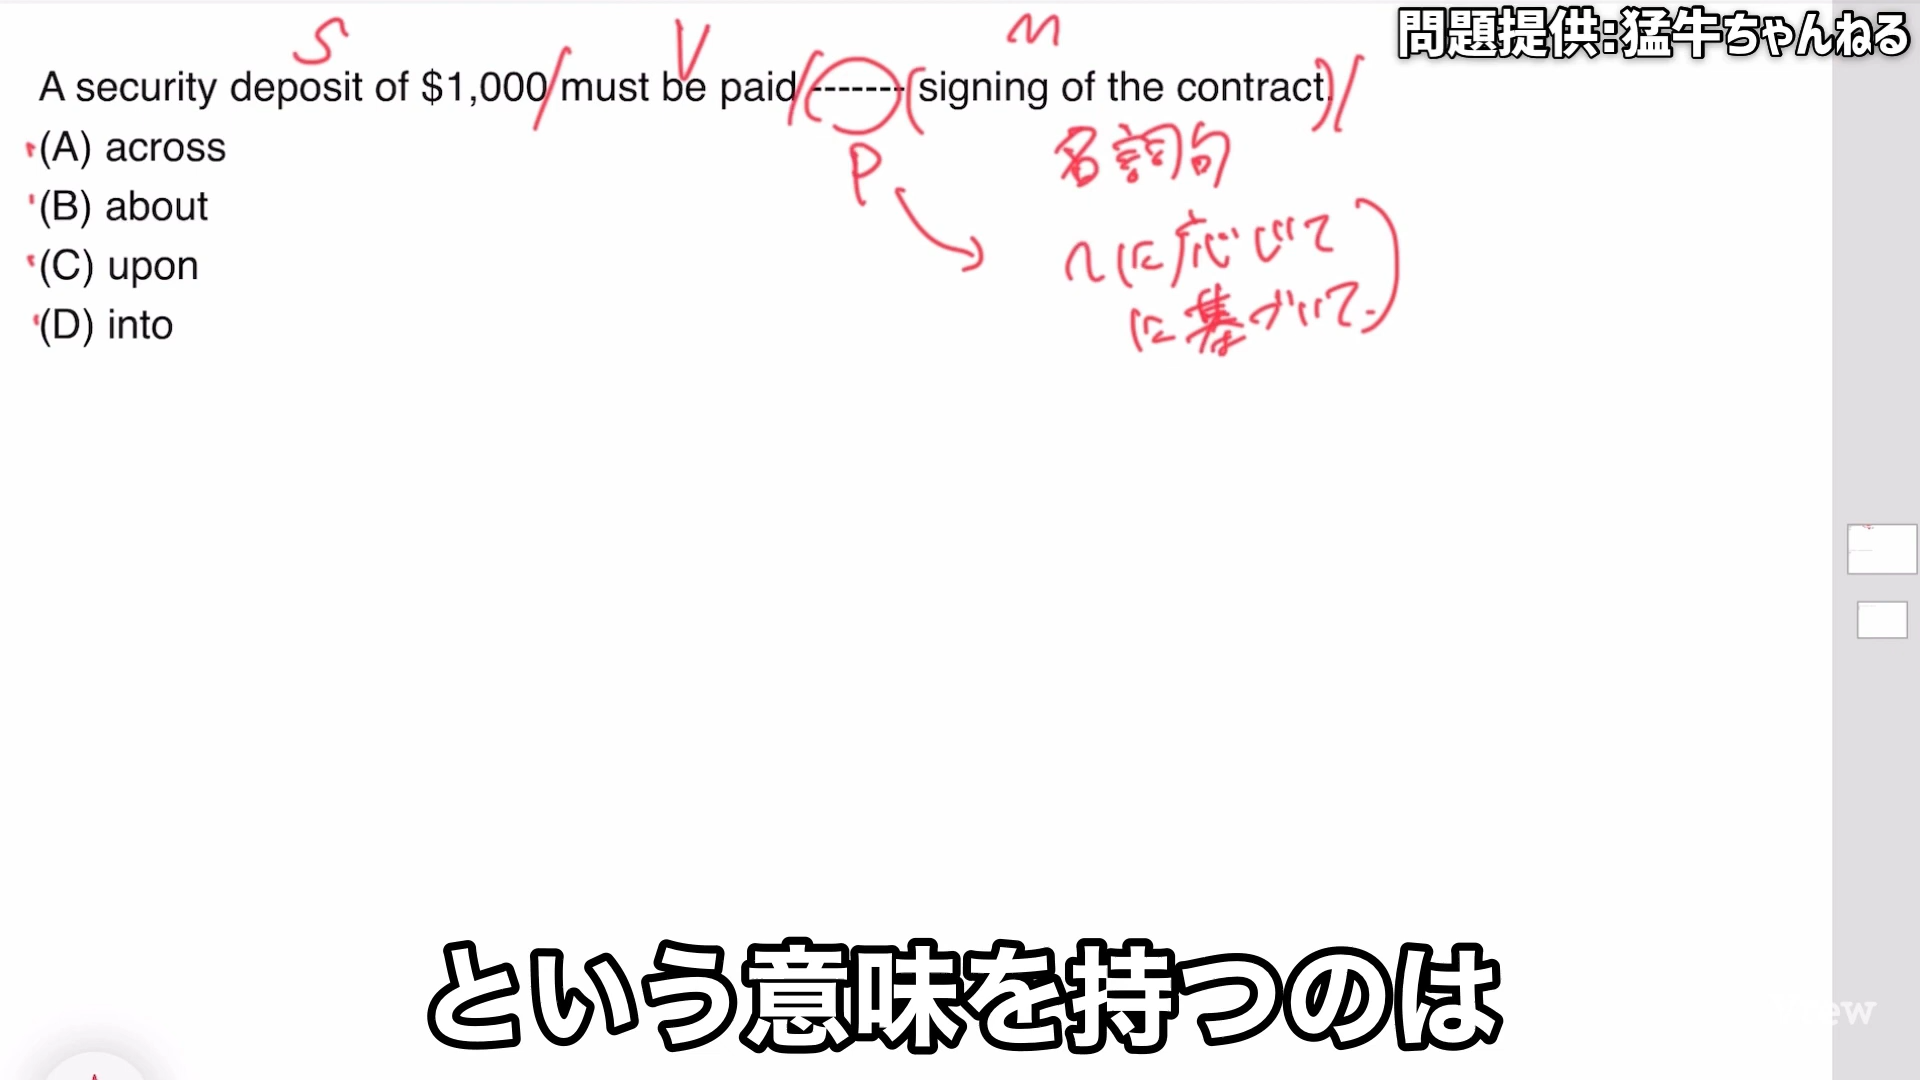 S V M
問題提供:猛牛ちゃんねる
A security deposit of $1,000 must be paid ------- signing of the contract.
(A) across
P
名詞句
(B) about
(C) upon
〜に応じて
に基づいて
(D) into
という意味を持つのは
ew